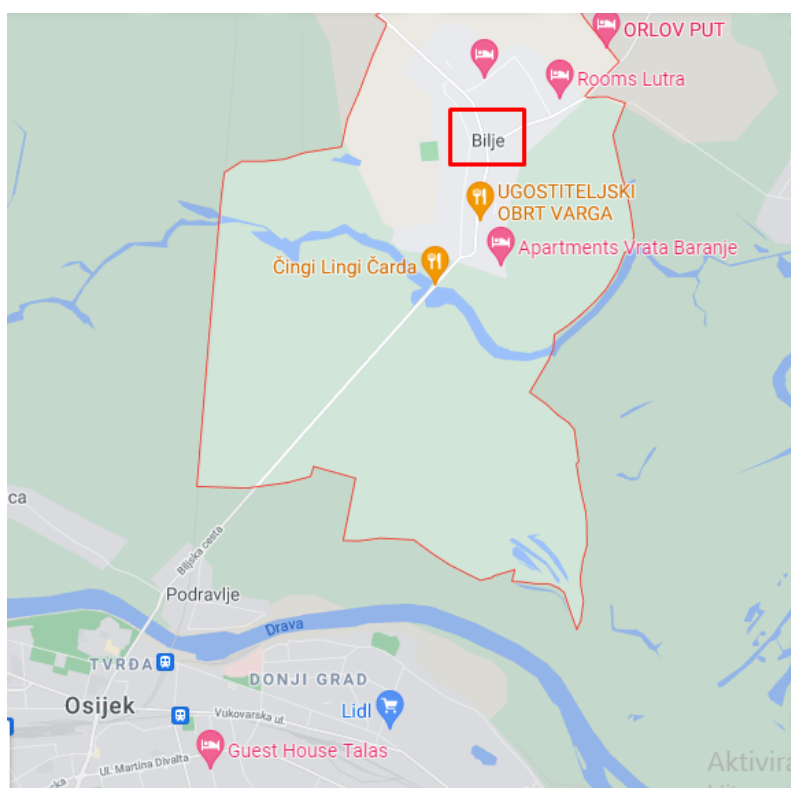 ORLOV PUT
Rooms Lutra
Bilje
UGOSTITELJSKI
OBRT VARGA
Apartments Vrata Baranje
Čingi Lingi Čarda
ca
Biljska cesta
Podravlje
Drava
TVRĐA
DONJI GRAD
Osijek
Lidl
Vukovarska ul.
Guest House Talas
Ul. Martina Divalta
Aktivira